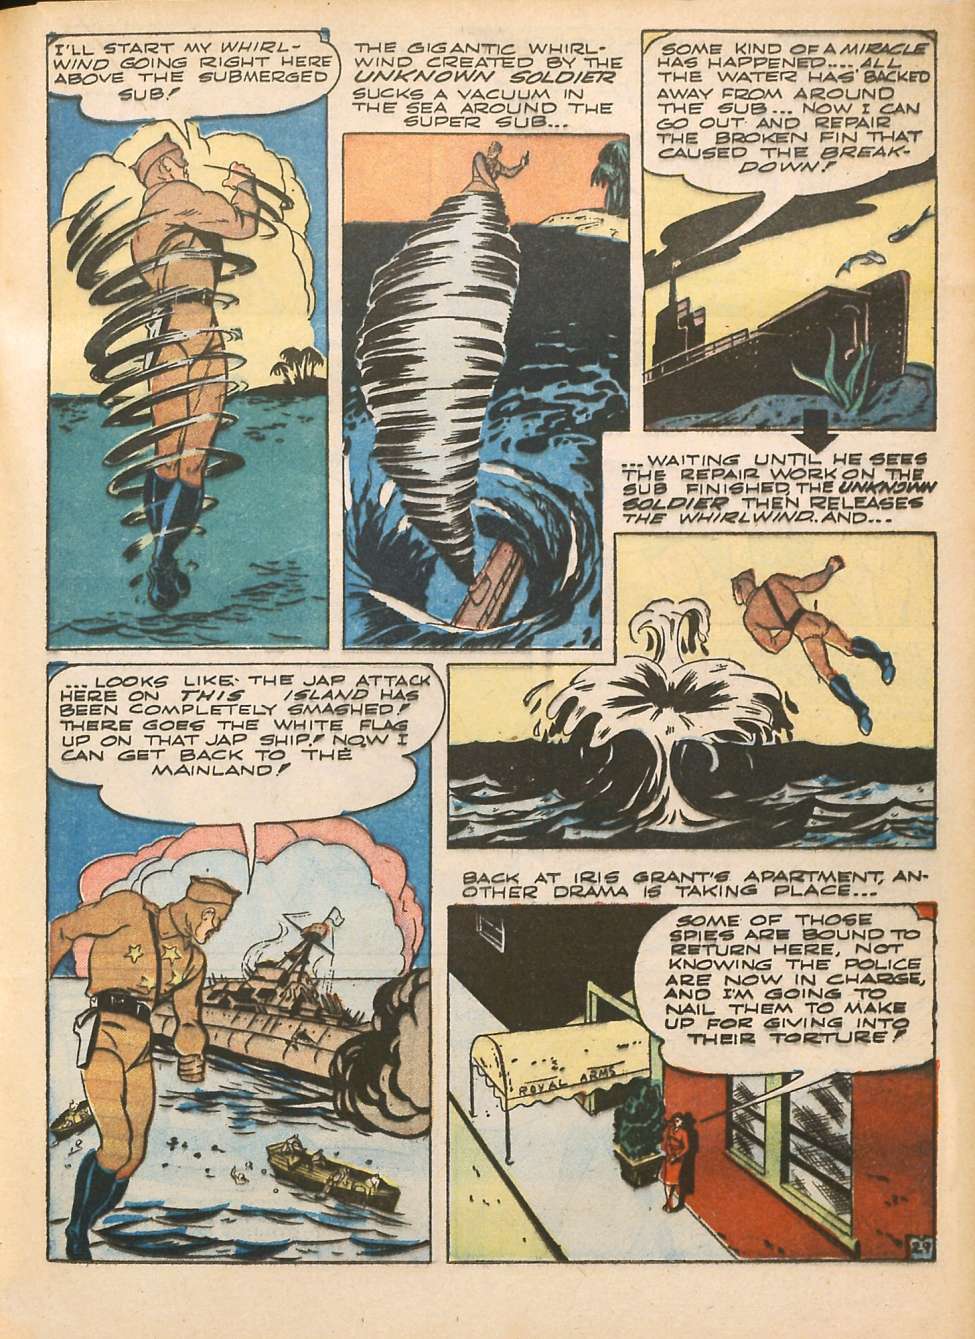 I'LL START MY WHIRL-
WIND GOING RIGHT HERE
ABOVE THE SUBMERGED
SUB!
THE GIGANTIC WHIRL-
WIND CREATED BY THE
UNKNOWN SOLDIER
SUCKS A VACUUM IN
THE SEA AROUND THE
SUPER SUB...
SOME KIND OF A MIRACLE
HAS HAPPENED.... ALL
THE WATER HAS BACKED
AWAY FROM AROUND
THE SUB... NOW I CAN
GO OUT AND REPAIR
THE BROKEN FIN THAT
CAUSED THE BREAK-
DOWN!
...WAITING UNTIL HE SEES
THE REPAIR WORK ON THE
SUB FINISHED, THE UNKNOWN
SOLDIER THEN RELEASES
THE WHIRLWIND. AND...
... LOOKS LIKE THE JAP ATTACK
HERE ON THIS ISLAND HAS
BEEN COMPLETELY SMASHED!
THERE GOES THE WHITE FLAG
UP ON THAT JAP SHIP! NOW I
CAN GET BACK TO THE
MAINLAND!
BACK AT IRIS GRANT'S APARTMENT, AN-
OTHER DRAMA IS TAKING PLACE...
SOME OF THOSE
SPIES ARE BOUND TO
RETURN HERE, NOT
KNOWING THE POLICE
ARE NOW IN CHARGE,
AND I'M GOING TO
NAIL THEM TO MAKE
UP FOR GIVING INTO
THEIR TORTURE!
ROYAL ARMS
29